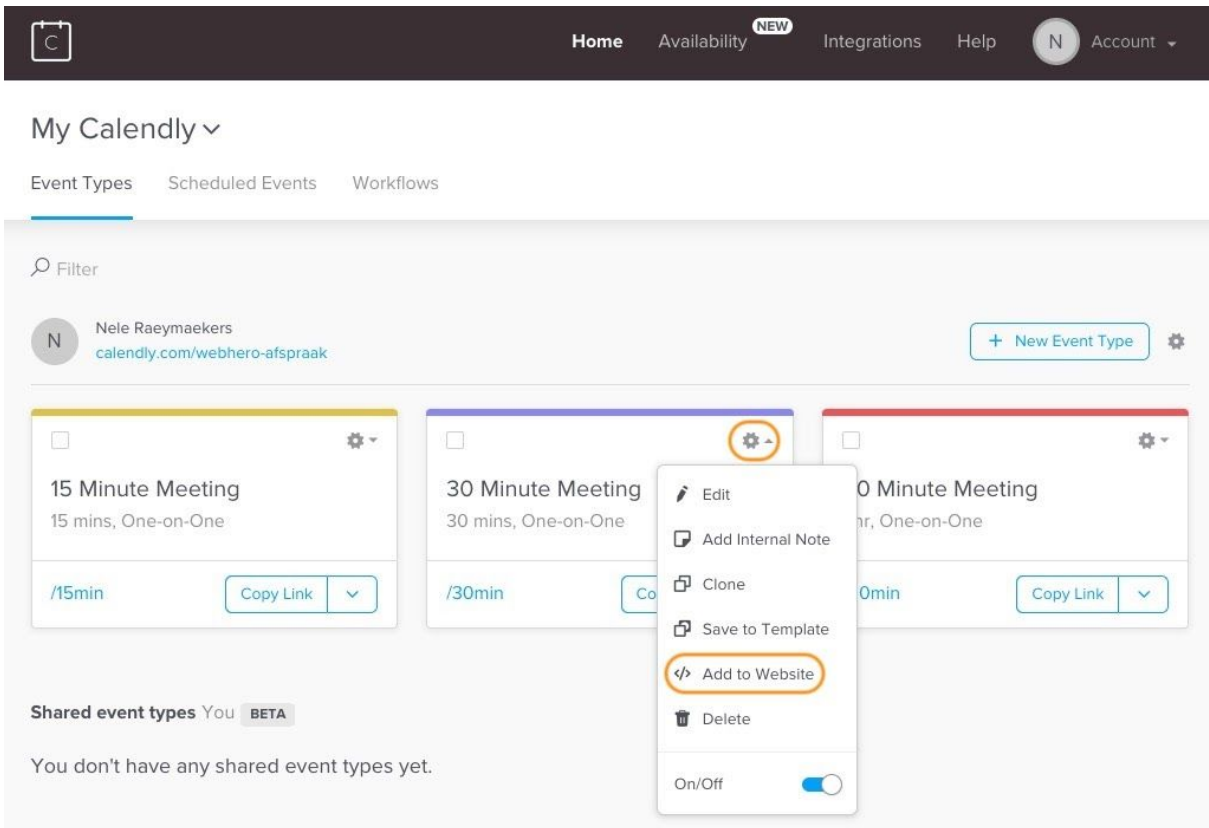 C
Home Availability NEW Integrations Help N Account
My Calendly
Event Types Scheduled Events Workflows
Filter
N
Nele Raeymaekers
calendly.com/webhero-afspraak
+ New Event Type
15 Minute Meeting
15 mins, One-on-One
/15min
Copy Link
30 Minute Meeting
30 mins, One-on-One
/30min
Co
Edit
Add Internal Note
Clone
Save to Template
</> Add to Website
Delete
On/Off
0 Minute Meeting
hr, One-on-One
0min
Copy Link
Shared event types You BETA
You don't have any shared event types yet.